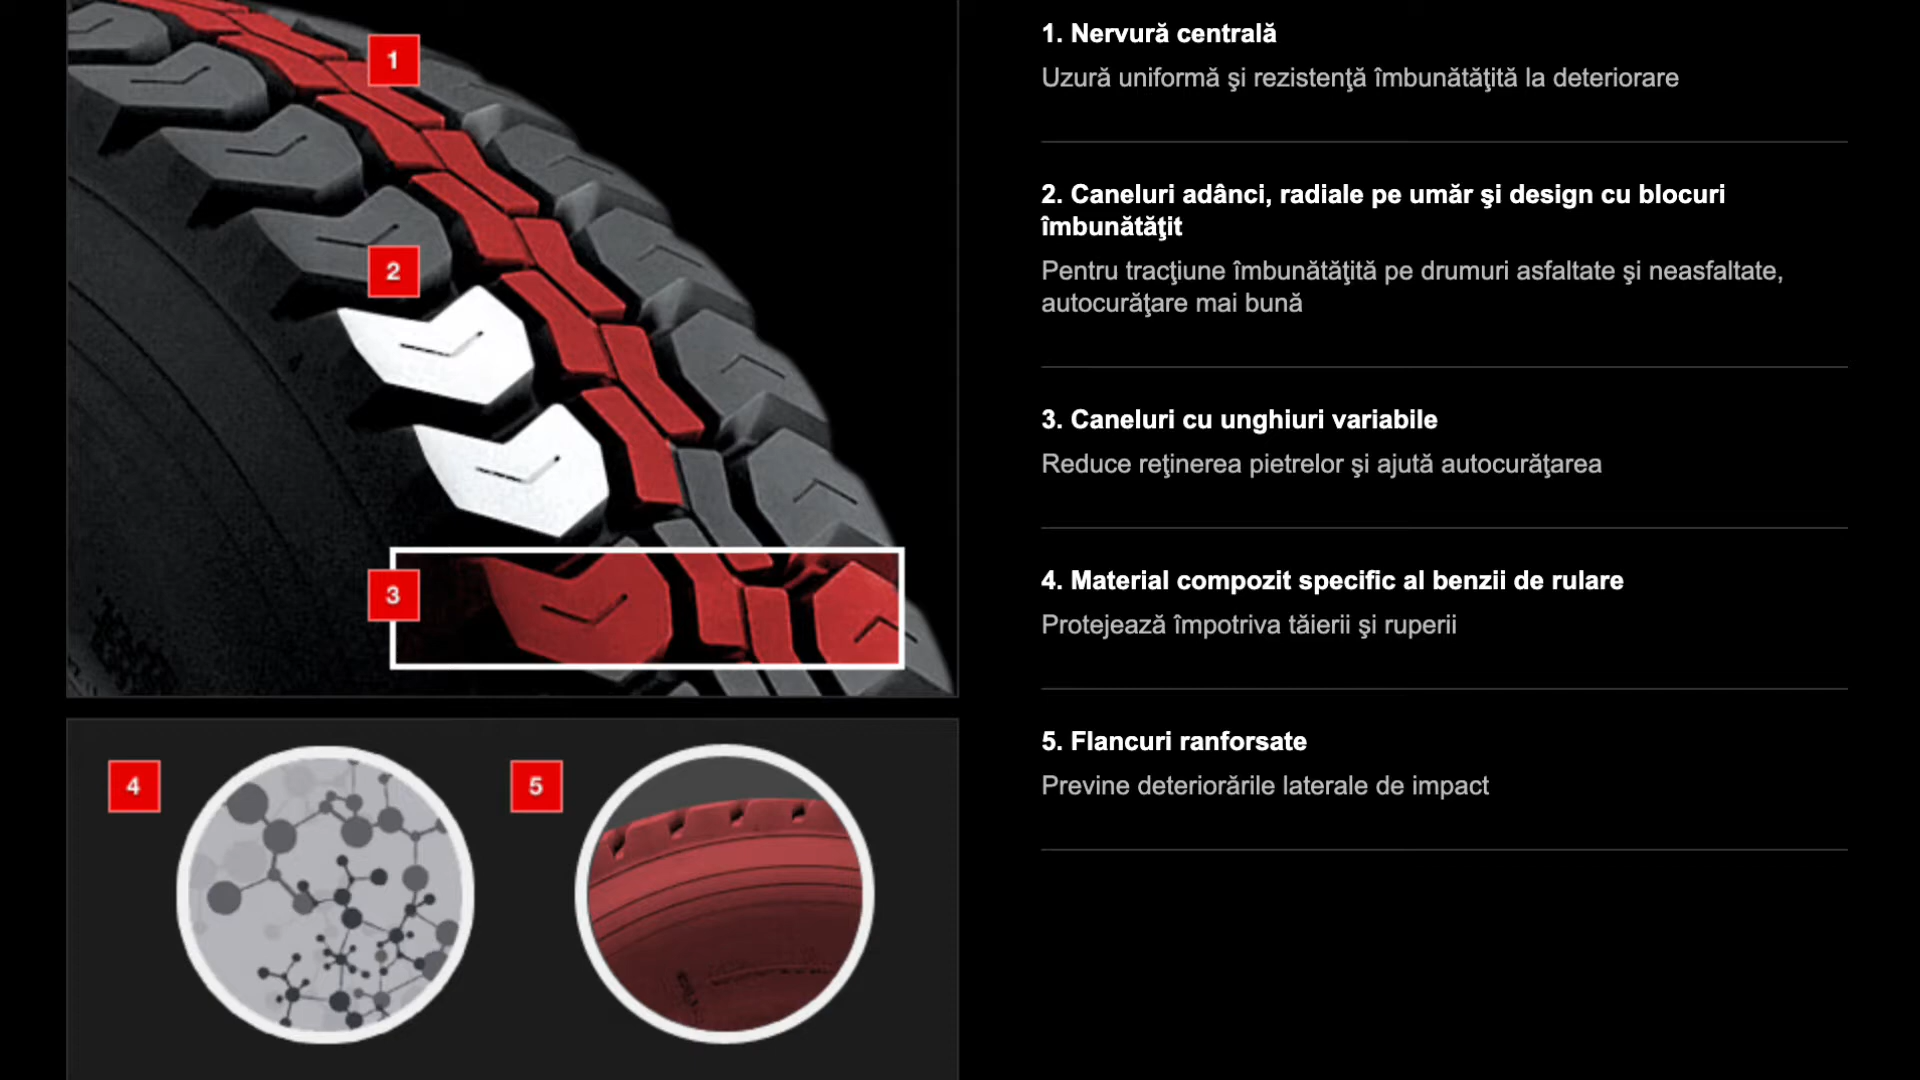 1
2
3
4
5
1. Nervură centrală
Uzură uniformă şi rezistenţă îmbunătăţită la deteriorare
2. Caneluri adânci, radiale pe umăr şi design cu blocuri
îmbunătăţit
Pentru tracţiune îmbunătăţită pe drumuri asfaltate şi neasfaltate,
autocurăţare mai bună
3. Caneluri cu unghiuri variabile
Reduce reţinerea pietrelor şi ajută autocurăţarea
4. Material compozit specific al benzii de rulare
Protejează împotriva tăierii şi ruperii
5. Flancuri ranforsate
Previne deteriorările laterale de impact